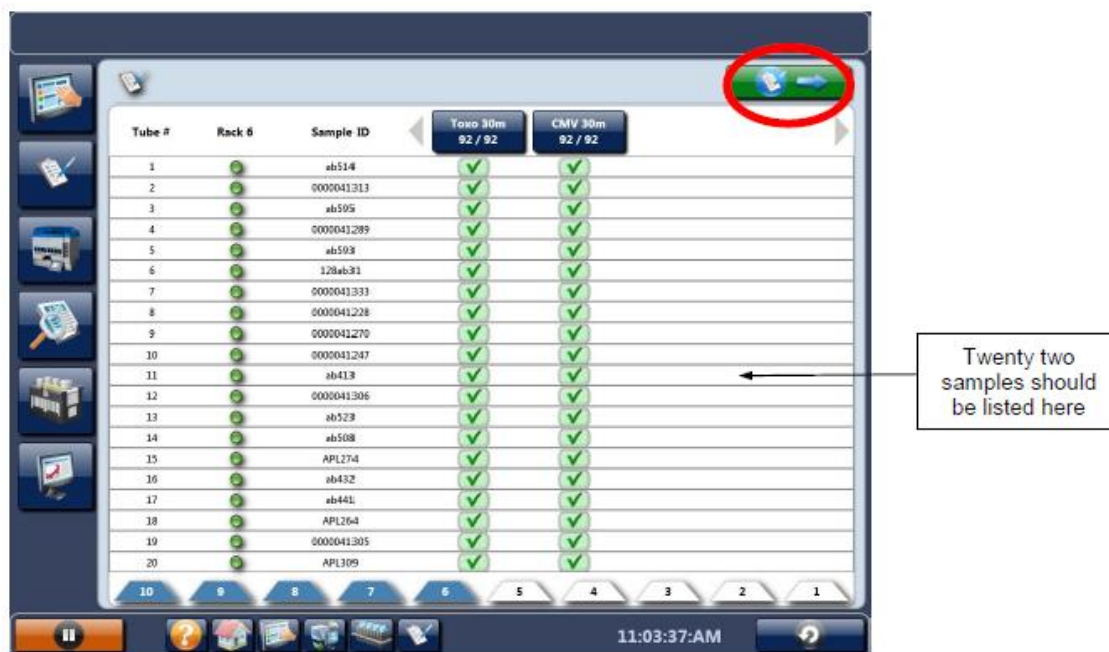 Tube # Rack 6 Sample ID Toxo 30m 92 / 92 CMV 30m 92 / 92
1 ab514
2 0000041313
3 ab595
4 0000041289
5 ab593
6 128ab31
7 0000041333
8 0000041228
9 0000041270
10 0000041247
11 ab413
12 0000041306
13 ab523
14 ab508
15 APL274
16 ab432
17 ab441
18 APL264
19 0000041305
20 APL309
10 9 8 7 6 5 4 3 2 1
11:03:37:AM
Twenty two
samples should
be listed here